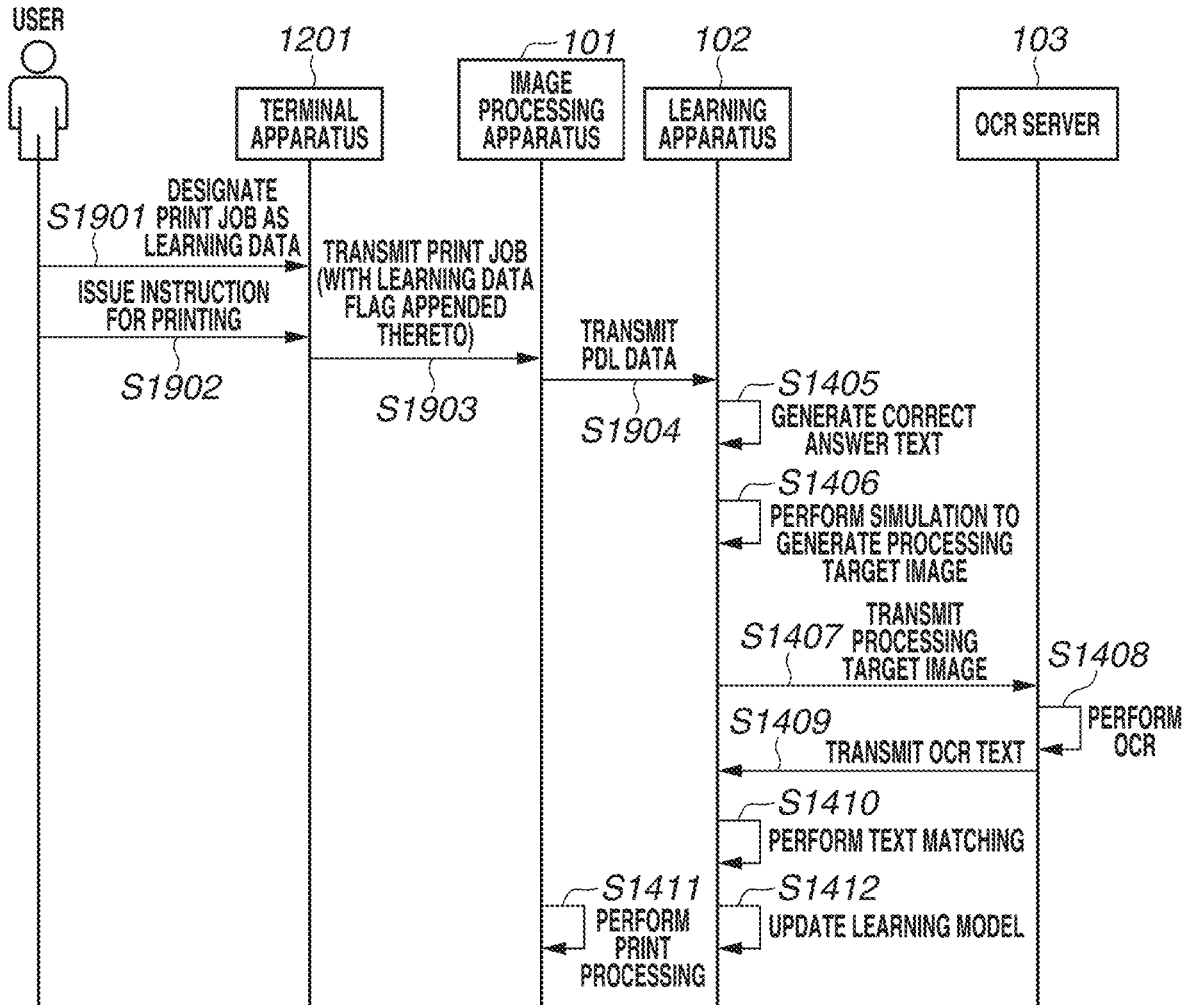 USER
1201
101
102
103
TERMINAL
APPARATUS
IMAGE
PROCESSING
APPARATUS
LEARNING
APPARATUS
OCR SERVER
S1901
DESIGNATE
PRINT JOB AS
LEARNING DATA
ISSUE INSTRUCTION
FOR PRINTING
S1902
TRANSMIT PRINT JOB
(WITH LEARNING DATA
FLAG APPENDED
THERETO)
S1903
TRANSMIT
PDL DATA
S1904
S1405
GENERATE CORRECT
ANSWER TEXT
S1406
PERFORM SIMULATION TO
GENERATE PROCESSING
TARGET IMAGE
S1407
TRANSMIT
PROCESSING
TARGET IMAGE
S1408
PERFORM
OCR
S1409
TRANSMIT OCR TEXT
S1410
PERFORM TEXT MATCHING
S1411
PERFORM
PRINT
PROCESSING
S1412
UPDATE LEARNING MODEL